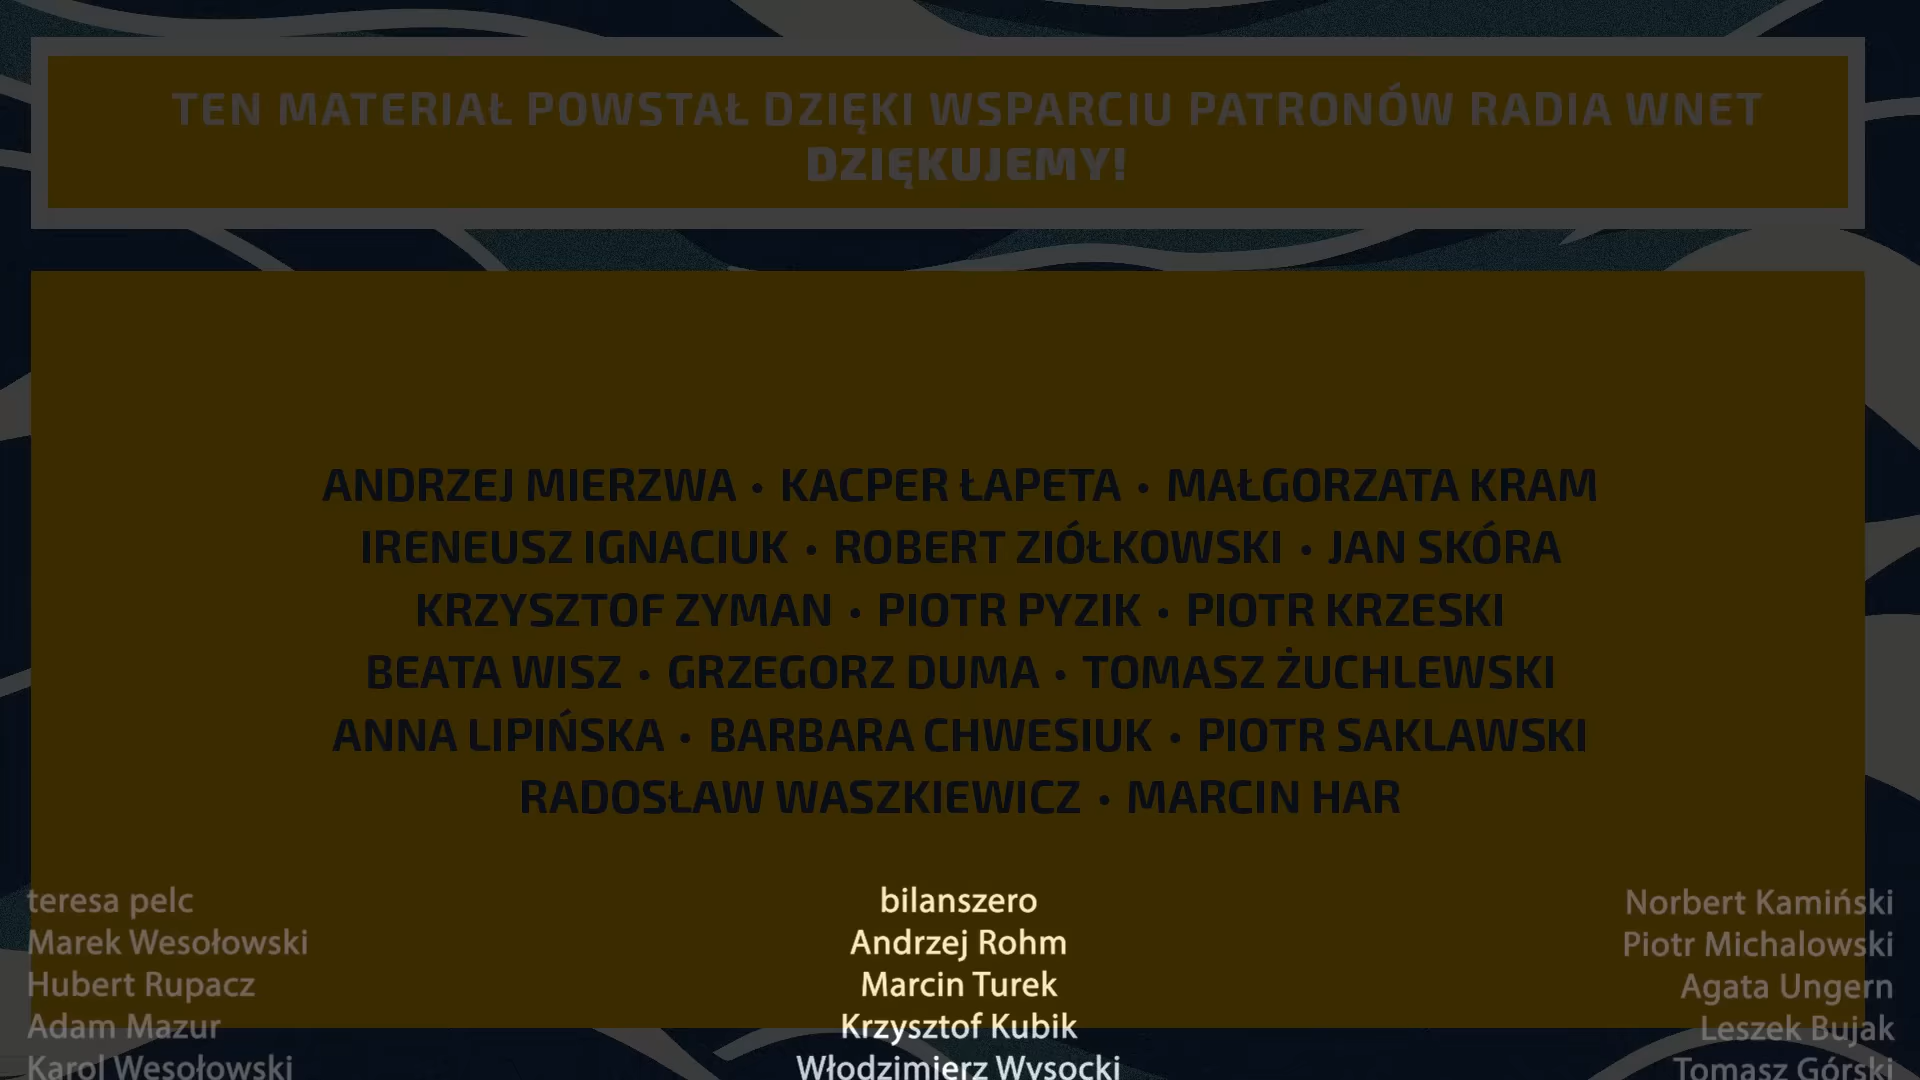 TEN MATERIAŁ POWSTAŁ DZIĘKI WSPARCIU PATRONÓW RADIA WNET
DZIĘKUJEMY!
ANDRZEJ MIERZWA • KACPER ŁAPETA • MAŁGORZATA KRAM
IRENEUSZ IGNACIUK • ROBERT ZIÓŁKOWSKI • JAN SKÓRA
KRZYSZTOF ZYMAN • PIOTR PYZIK • PIOTR KRZESKI
BEATA WISZ • GRZEGORZ DUMA • TOMASZ ŻUCHLEWSKI
ANNA LIPIŃSKA • BARBARA CHWESIUK • PIOTR SAKLAWSKI
RADOSŁAW WASZKIEWICZ • MARCIN HAR
teresa pelc
Marek Wesołowski
Hubert Rupacz
Adam Mazur
Karol Wesołowski
bilanszero
Andrzej Rohm
Marcin Turek
Krzysztof Kubik
Włodzimierz Wysocki
Norbert Kamiński
Piotr Michalowski
Agata Ungern
Leszek Bujak
Tomasz Górski